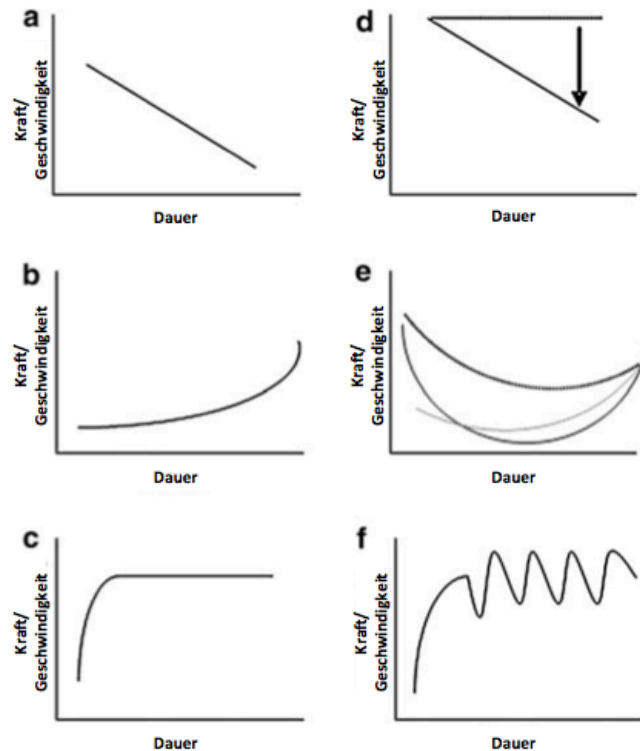 a
Kraft/
Geschwindigkeit
Dauer
d
Kraft/
Geschwindigkeit
Dauer
b
Kraft/
Geschwindigkeit
Dauer
e
Kraft/
Geschwindigkeit
Dauer
c
Kraft/
Geschwindigkeit
Dauer
f
Kraft/
Geschwindigkeit
Dauer